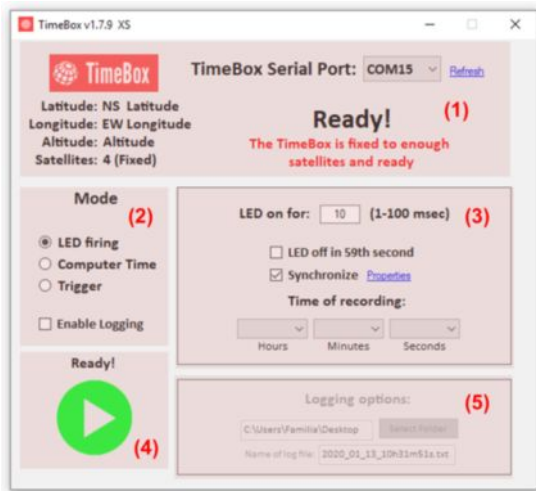 TimeBox v1.7.9 XS
TimeBox
TimeBox Serial Port: COM15 Refresh
(1)
Latitude: NS Latitude
Longitude: EW Longitude
Altitude: Altitude
Satellites: 4 (Fixed)
Ready!
The TimeBox is fixed to enough
satellites and ready
Mode
(2)
LED firing
Computer Time
Trigger
Enable Logging
(3)
LED on for: 10 (1-100 msec)
LED off in 59th second
Synchronize Properties
Time of recording:
Hours Minutes Seconds
Ready!
(4)
Logging options:
(5)
C:\Users\Familia\Desktop Select Folder
Name of log file: 2020_01_13_10h31m51s.txt